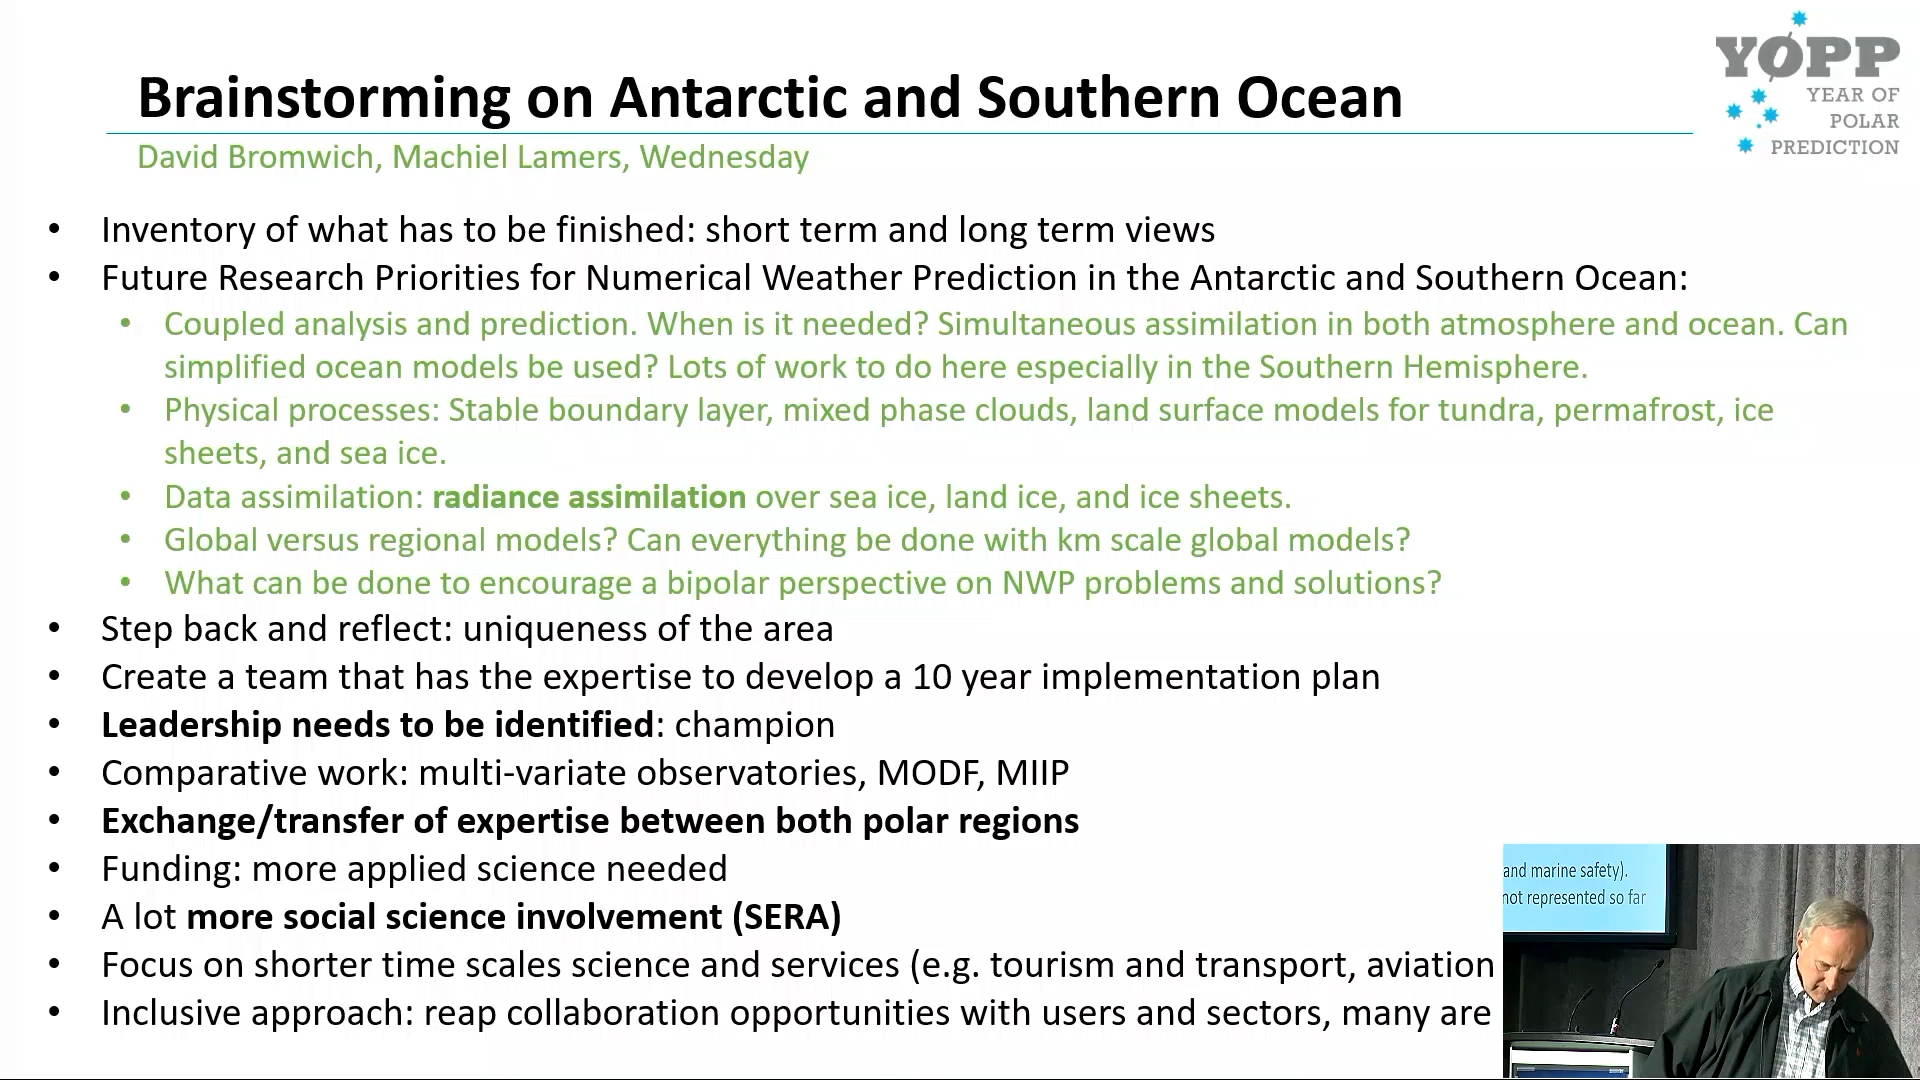 Brainstorming on Antarctic and Southern Ocean
YOPP
YEAR OF
POLAR
PREDICTION
David Bromwich, Machiel Lamers, Wednesday
• Inventory of what has to be finished: short term and long term views
• Future Research Priorities for Numerical Weather Prediction in the Antarctic and Southern Ocean:
• Coupled analysis and prediction. When is it needed? Simultaneous assimilation in both atmosphere and ocean. Can
simplified ocean models be used? Lots of work to do here especially in the Southern Hemisphere.
• Physical processes: Stable boundary layer, mixed phase clouds, land surface models for tundra, permafrost, ice
sheets, and sea ice.
• Data assimilation: radiance assimilation over sea ice, land ice, and ice sheets.
• Global versus regional models? Can everything be done with km scale global models?
• What can be done to encourage a bipolar perspective on NWP problems and solutions?
• Step back and reflect: uniqueness of the area
• Create a team that has the expertise to develop a 10 year implementation plan
• Leadership needs to be identified: champion
• Comparative work: multi-variate observatories, MODF, MIIP
• Exchange/transfer of expertise between both polar regions
• Funding: more applied science needed
• A lot more social science involvement (SERA)
• Focus on shorter time scales science and services (e.g. tourism and transport, aviation
• Inclusive approach: reap collaboration opportunities with users and sectors, many are
and marine safety).
not represented so far